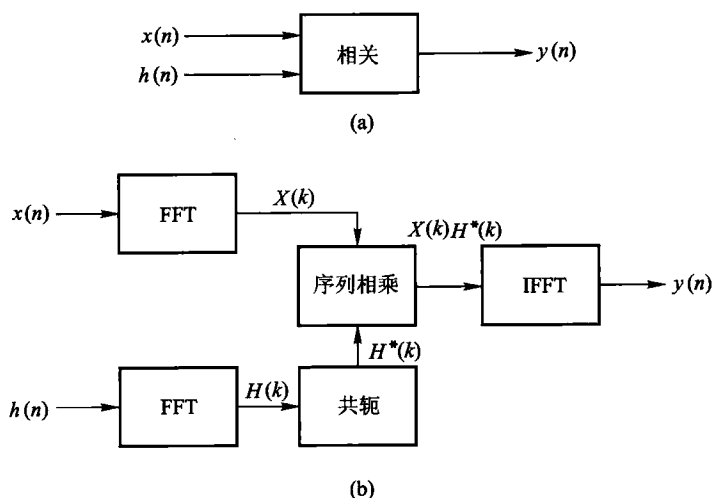 x(n)
h(n)
相关
y(n)
(a)
x(n)
FFT
X(k)
序列相乘
X(k)H*(k)
IFFT
y(n)
H*(k)
h(n)
FFT
H(k)
共轭
(b)